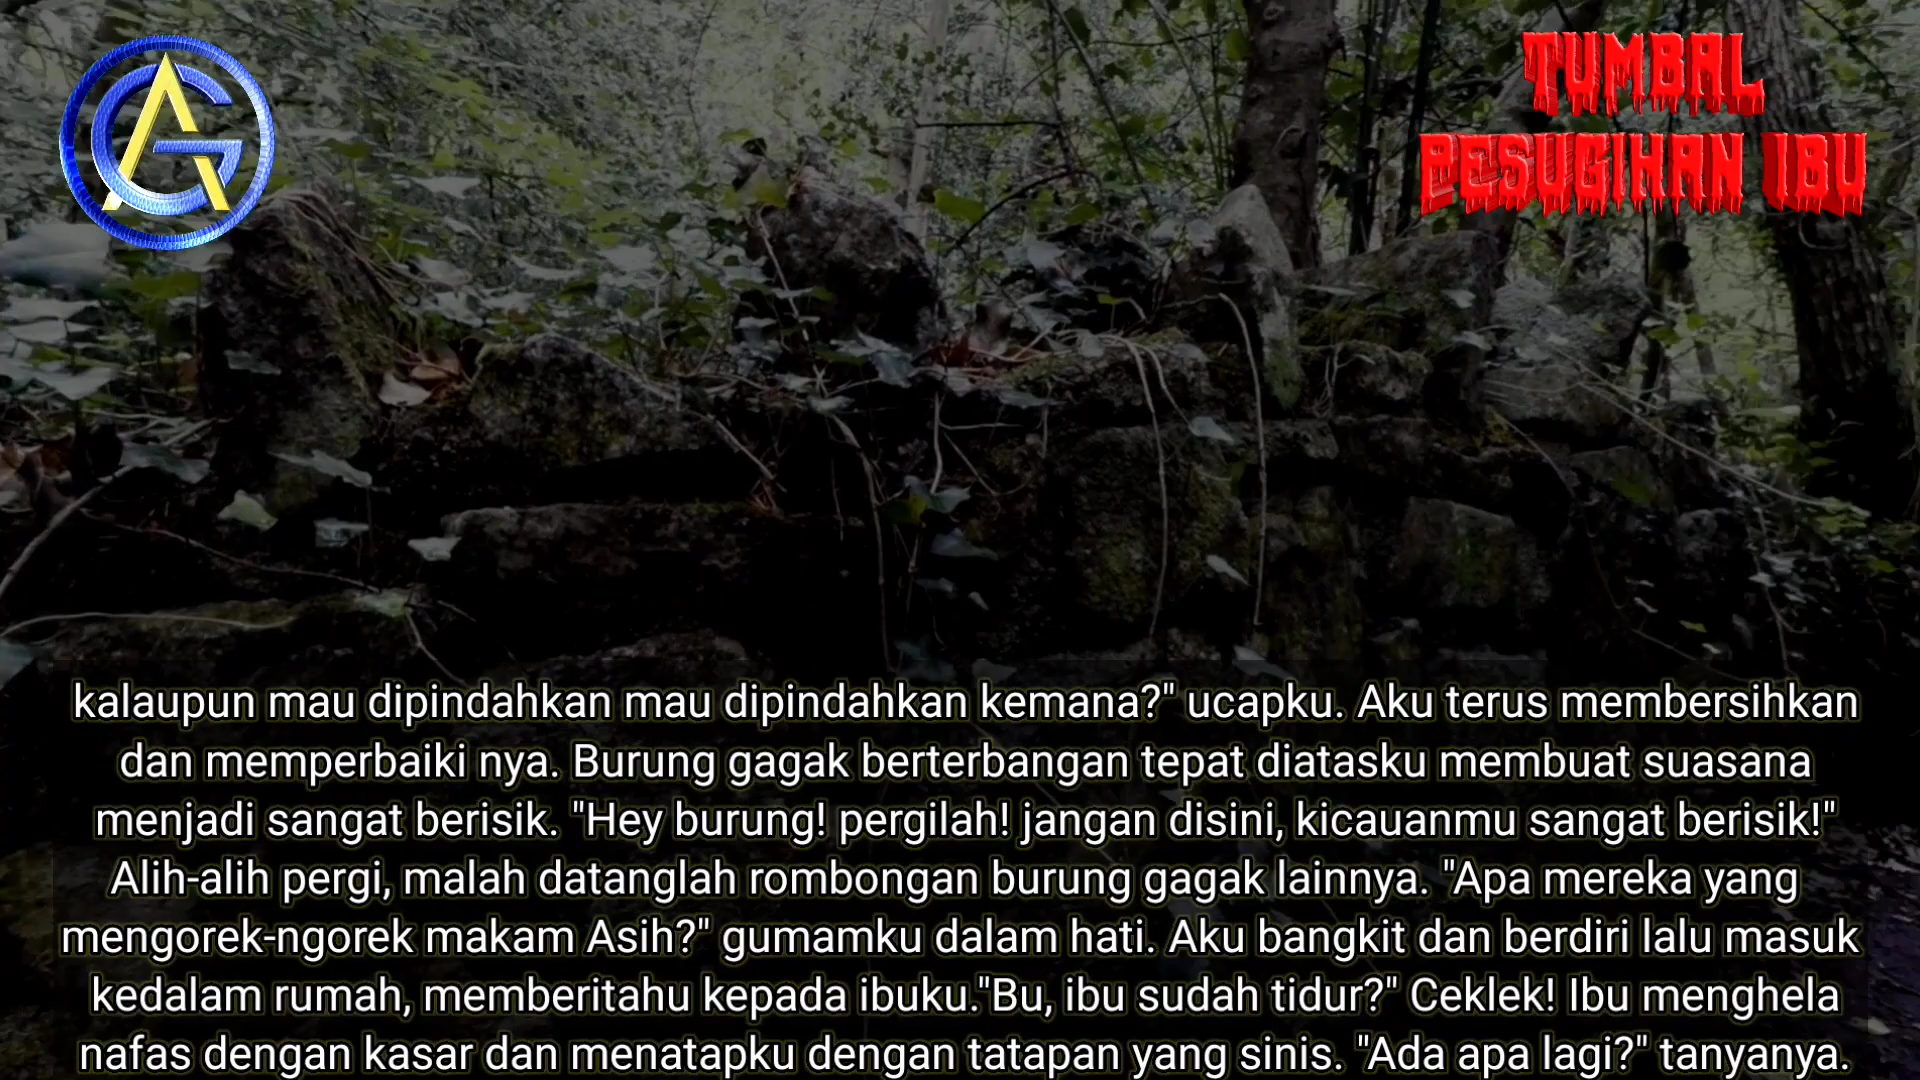 TUMBAL
PESUGIHAN IBU
kalaupun mau dipindahkan mau dipindahkan kemana?" ucapku. Aku terus membersihkan
dan memperbaiki nya. Burung gagak berterbangan tepat diatasku membuat suasana
menjadi sangat berisik. "Hey burung! pergilah! jangan disini, kicauanmu sangat berisik!"
Alih-alih pergi, malah datanglah rombongan burung gagak lainnya. "Apa mereka yang
mengorek-ngorek makam Asih?" gumamku dalam hati. Aku bangkit dan berdiri lalu masuk
kedalam rumah, memberitahu kepada ibuku."Bu, ibu sudah tidur?" Ceklek! Ibu menghela
nafas dengan kasar dan menatapku dengan tatapan yang sinis. "Ada apa lagi?" tanyanya.